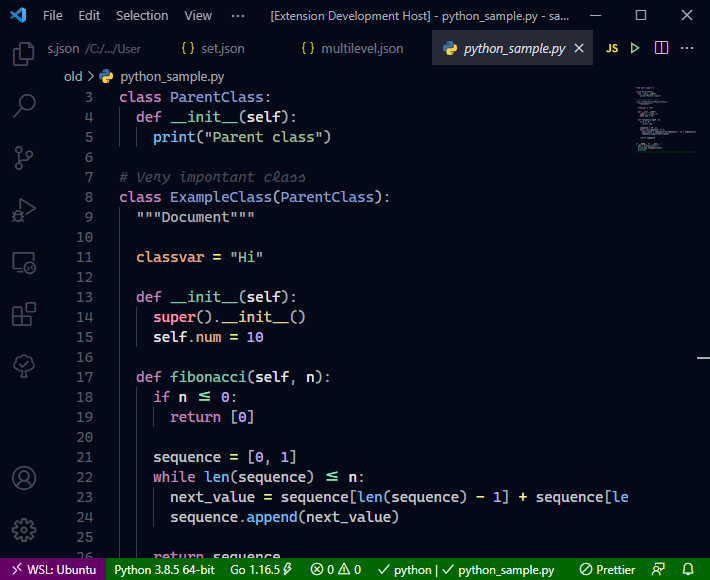 File Edit Selection View ··· [Extension Development Host] - python_sample.py - sa...
s.json /C:/.../User { } set.json { } multilevel.json python_sample.py JS ···
old > python_sample.py
3 class ParentClass:
4 def __init__(self):
5 print("Parent class")
6
7 # Very important class
8 class ExampleClass(ParentClass):
9 """Document"""
10
11 classvar = "Hi"
12
13 def __init__(self):
14 super().__init__()
15 self.num = 10
16
17 def fibonacci(self, n):
18 if n ≤ 0:
19 return [0]
20
21 sequence = [0, 1]
22 while len(sequence) ≤ n:
23 next_value = sequence[len(sequence) - 1] + sequence[le
24 sequence.append(next_value)
25
26 return sequence
WSL: Ubuntu Python 3.8.5 64-bit Go 1.16.5 0 0 ✓ python | ✓ python_sample.py Prettier